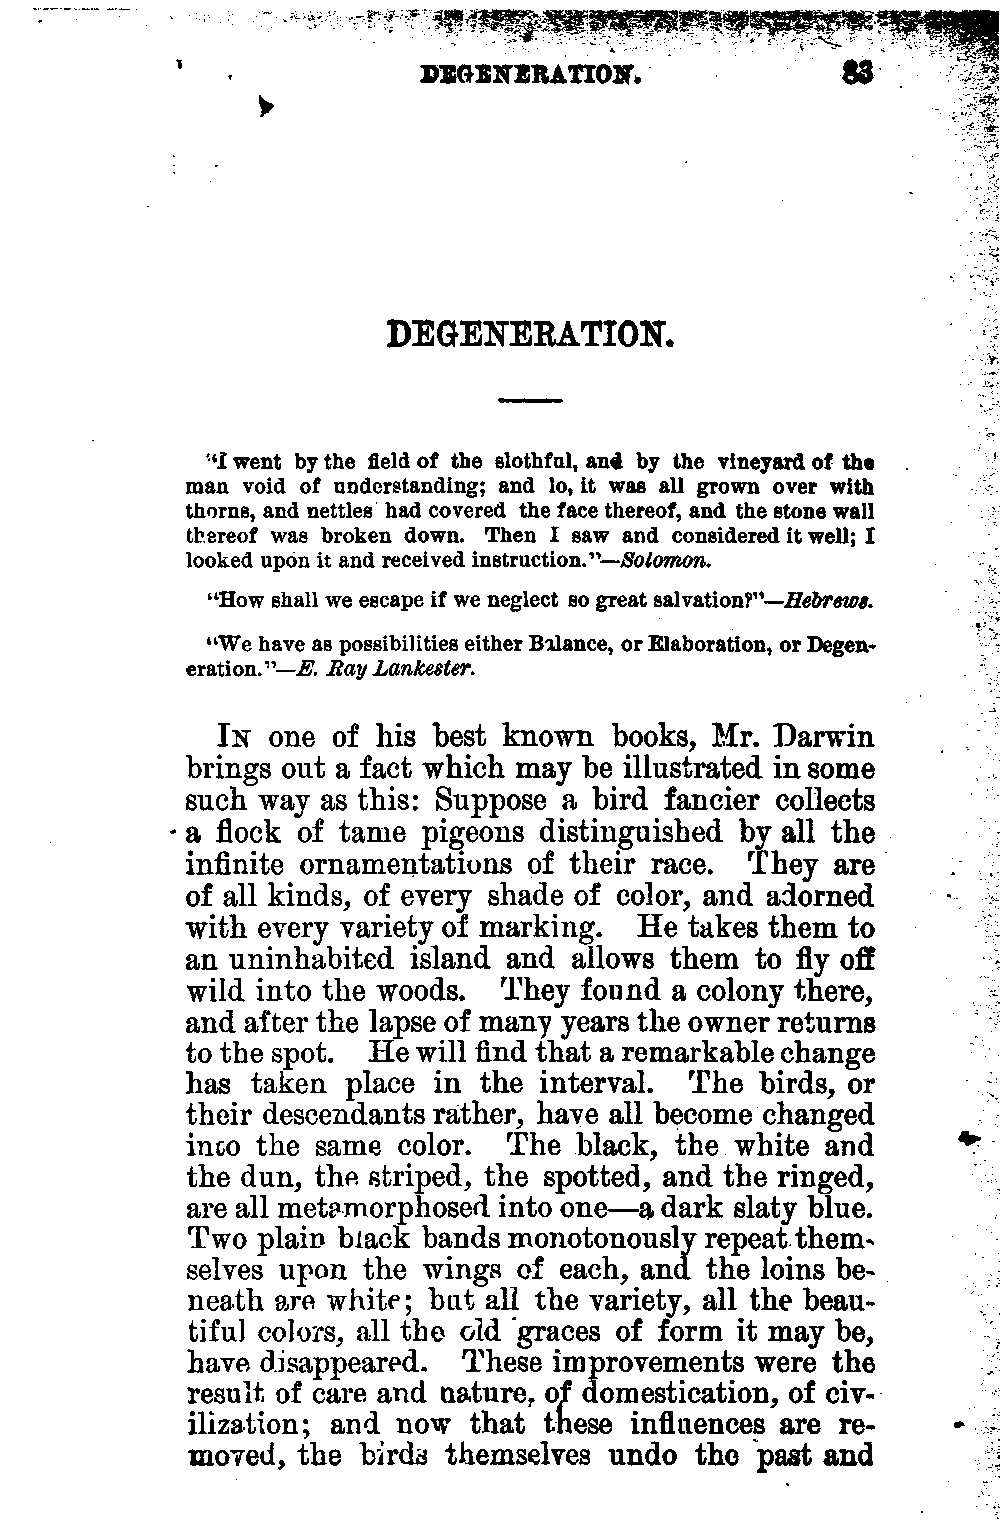 DEGENERATION. 83
DEGENERATION.
"I went by the field of the slothful, and by the vineyard of the
man void of understanding; and lo, it was all grown over with
thorns, and nettles had covered the face thereof, and the stone wall
thereof was broken down. Then I saw and considered it well; I
looked upon it and received instruction."—Solomon.
"How shall we escape if we neglect so great salvation?"—Hebrews.
"We have as possibilities either Balance, or Elaboration, or Degen-
eration."—E. Ray Lankester.
IN one of his best known books, Mr. Darwin
brings out a fact which may be illustrated in some
such way as this: Suppose a bird fancier collects
a flock of tame pigeons distinguished by all the
infinite ornamentations of their race. They are
of all kinds, of every shade of color, and adorned
with every variety of marking. He takes them to
an uninhabited island and allows them to fly off
wild into the woods. They found a colony there,
and after the lapse of many years the owner returns
to the spot. He will find that a remarkable change
has taken place in the interval. The birds, or
their descendants rather, have all become changed
into the same color. The black, the white and
the dun, the striped, the spotted, and the ringed,
are all metamorphosed into one—a dark slaty blue.
Two plain black bands monotonously repeat them-
selves upon the wings of each, and the loins be-
neath are white; but all the variety, all the beau-
tiful colors, all the old graces of form it may be,
have disappeared. These improvements were the
result of care and nature, of domestication, of civ-
ilization; and now that these influences are re-
moved, the birds themselves undo the past and